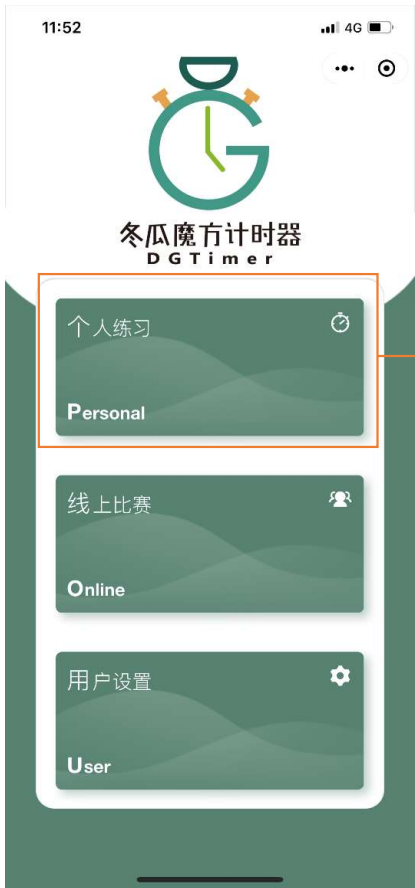 11:52
4G
冬瓜魔方计时器
DGTimer
个人练习
Personal
线上比赛
Online
用户设置
User